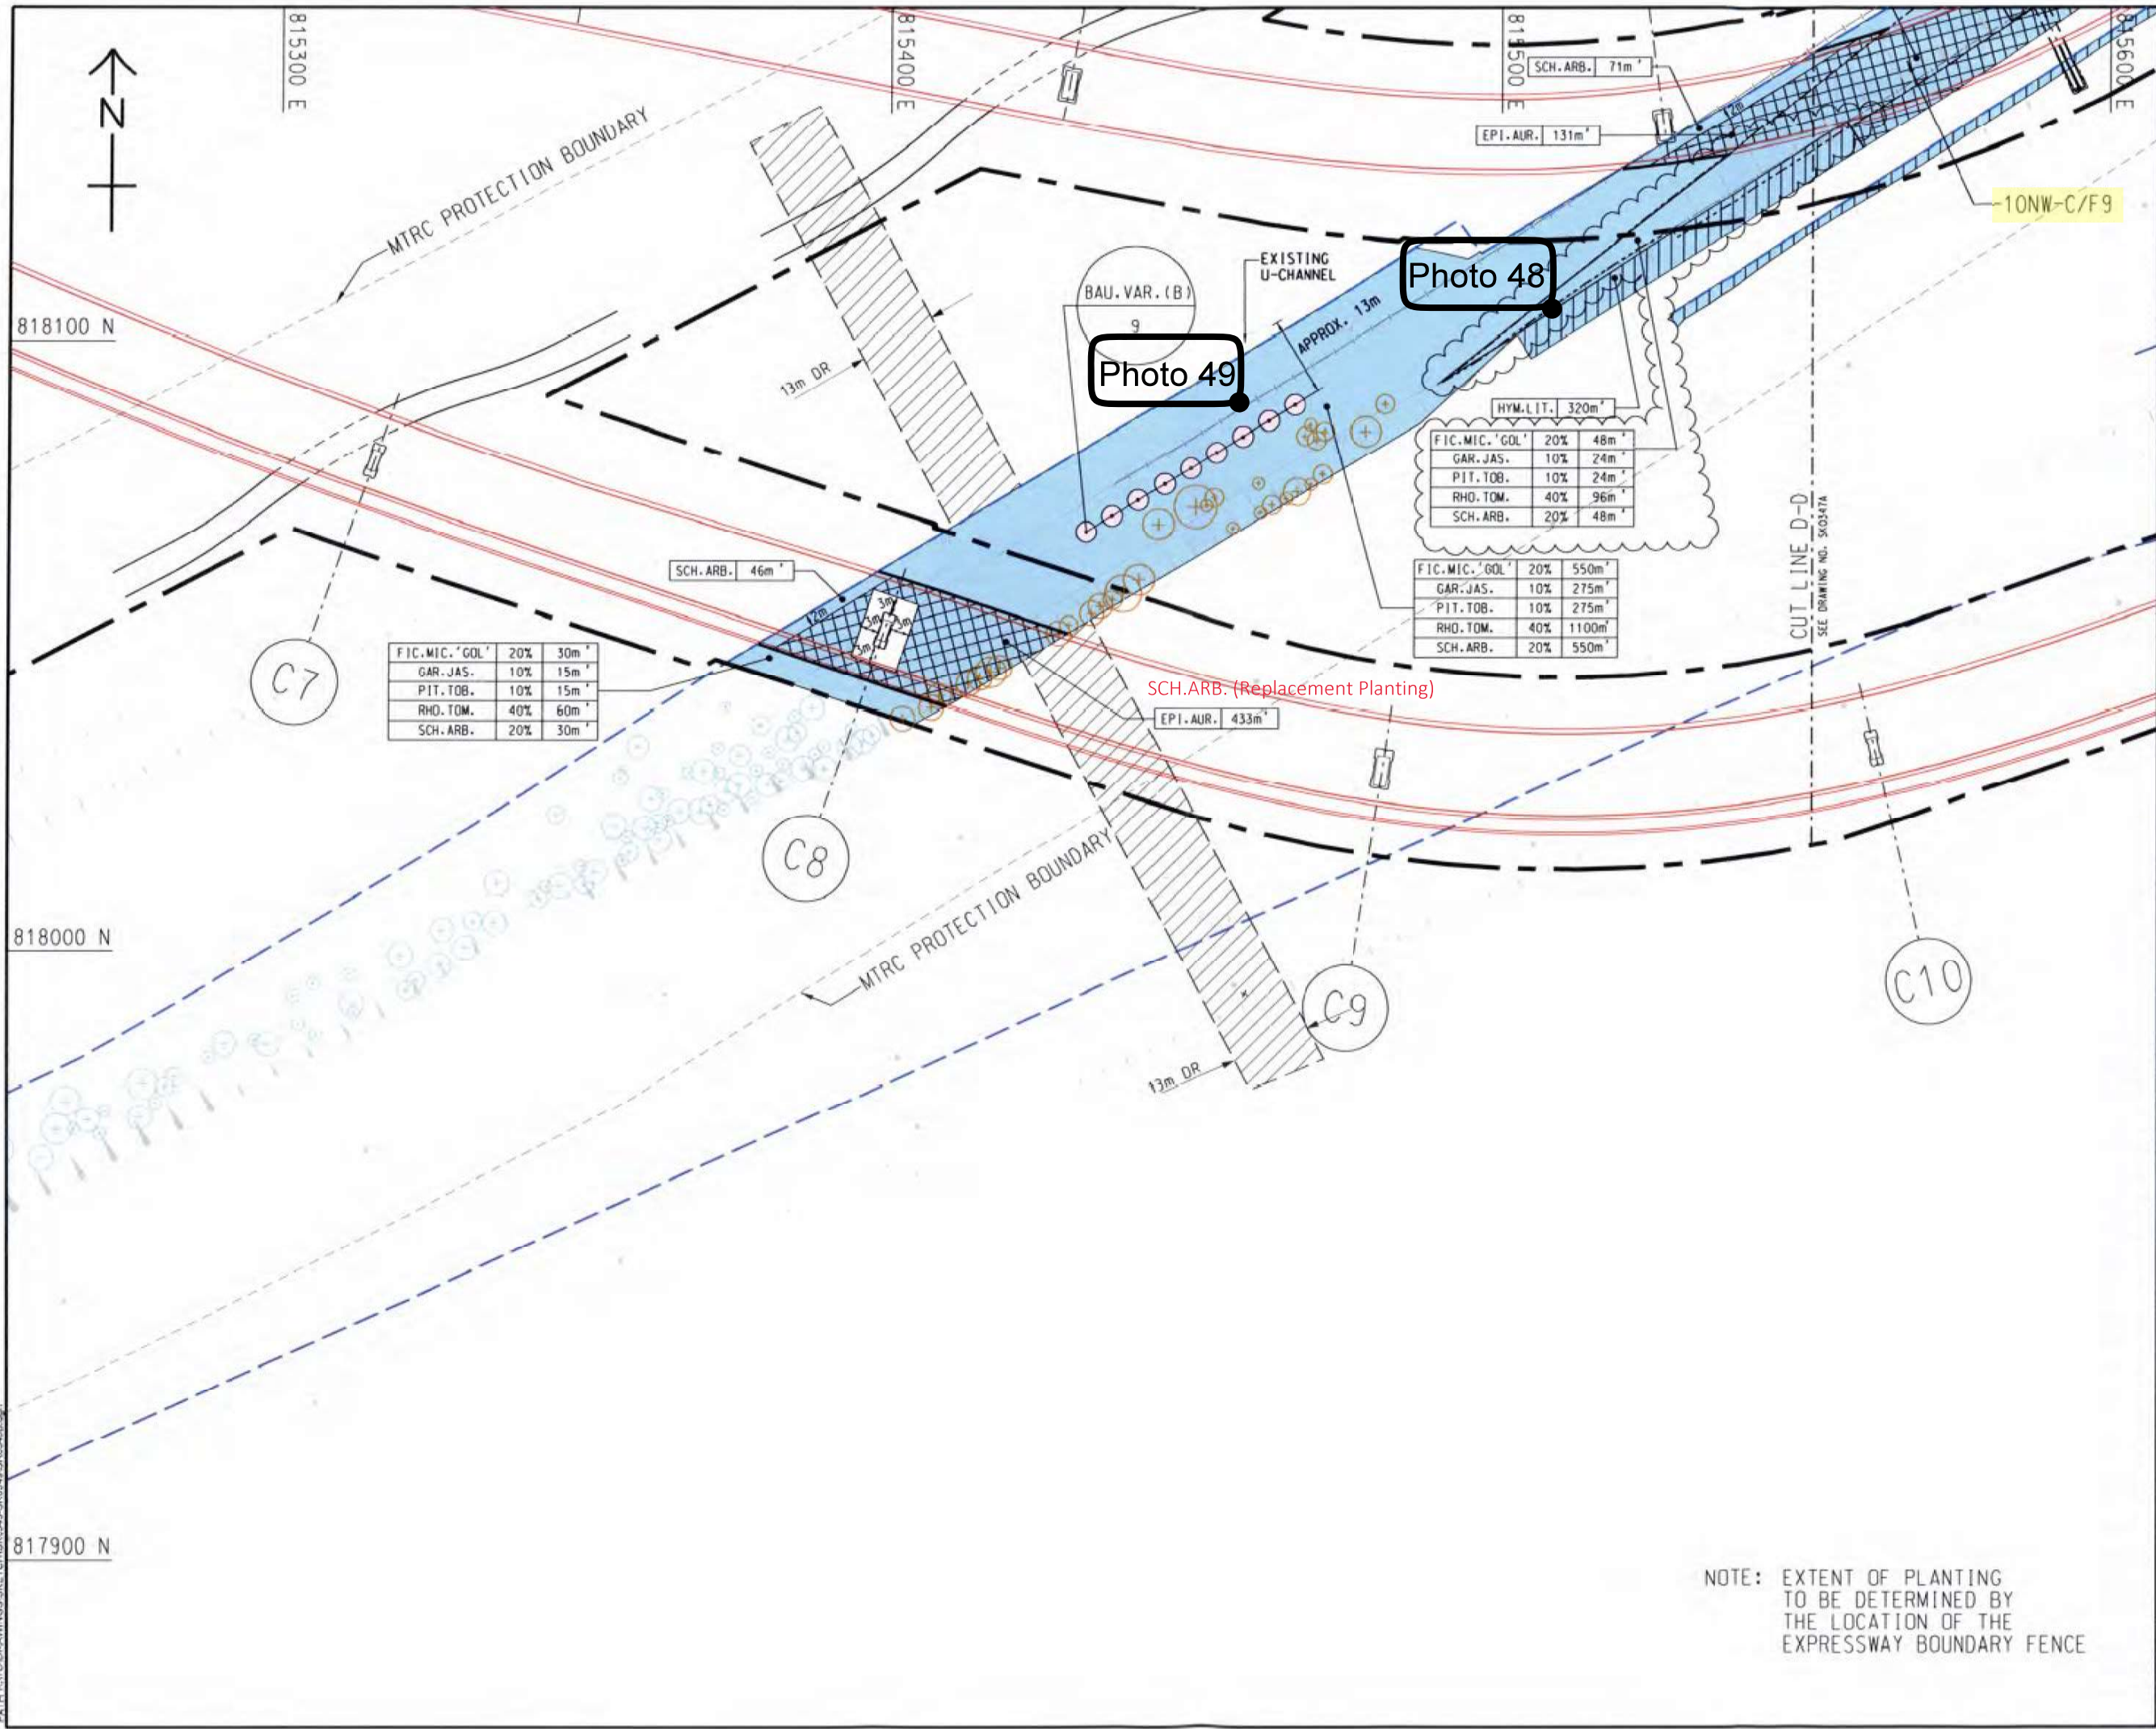 815300 E
815400 E
815500 E
815600 E
N
MTRC PROTECTION BOUNDARY
SCH.ARB. 71m²
12m
EPI.AUR. 131m²
10NW-C/F9
818100 N
13m DR
BAU.VAR.(B)
9
EXISTING
U-CHANNEL
Photo 48
APPROX. 13m
Photo 49
HYM.LIT. 320m²
FIC.MIC.'GOL' 20% 48m²
GAR.JAS. 10% 24m²
PIT.TOB. 10% 24m²
RHO.TOM. 40% 96m²
SCH.ARB. 20% 48m²
CUT LINE D-D
SEE DRAWING NO. SK0347A
FIC.MIC.'GOL' 20% 550m²
GAR.JAS. 10% 275m²
PIT.TOB. 10% 275m²
RHO.TOM. 40% 1100m²
SCH.ARB. 20% 550m²
SCH.ARB. 46m²
12m
3m
3m
3m
3m
FIC.MIC.'GOL' 20% 30m²
GAR.JAS. 10% 15m²
PIT.TOB. 10% 15m²
RHO.TOM. 40% 60m²
SCH.ARB. 20% 30m²
C7
SCH.ARB. (Replacement Planting)
EPI.AUR. 433m²
C8
MTRC PROTECTION BOUNDARY
818000 N
C9
C10
13m DR
817900 N
NOTE: EXTENT OF PLANTING
TO BE DETERMINED BY
THE LOCATION OF THE
EXPRESSWAY BOUNDARY FENCE